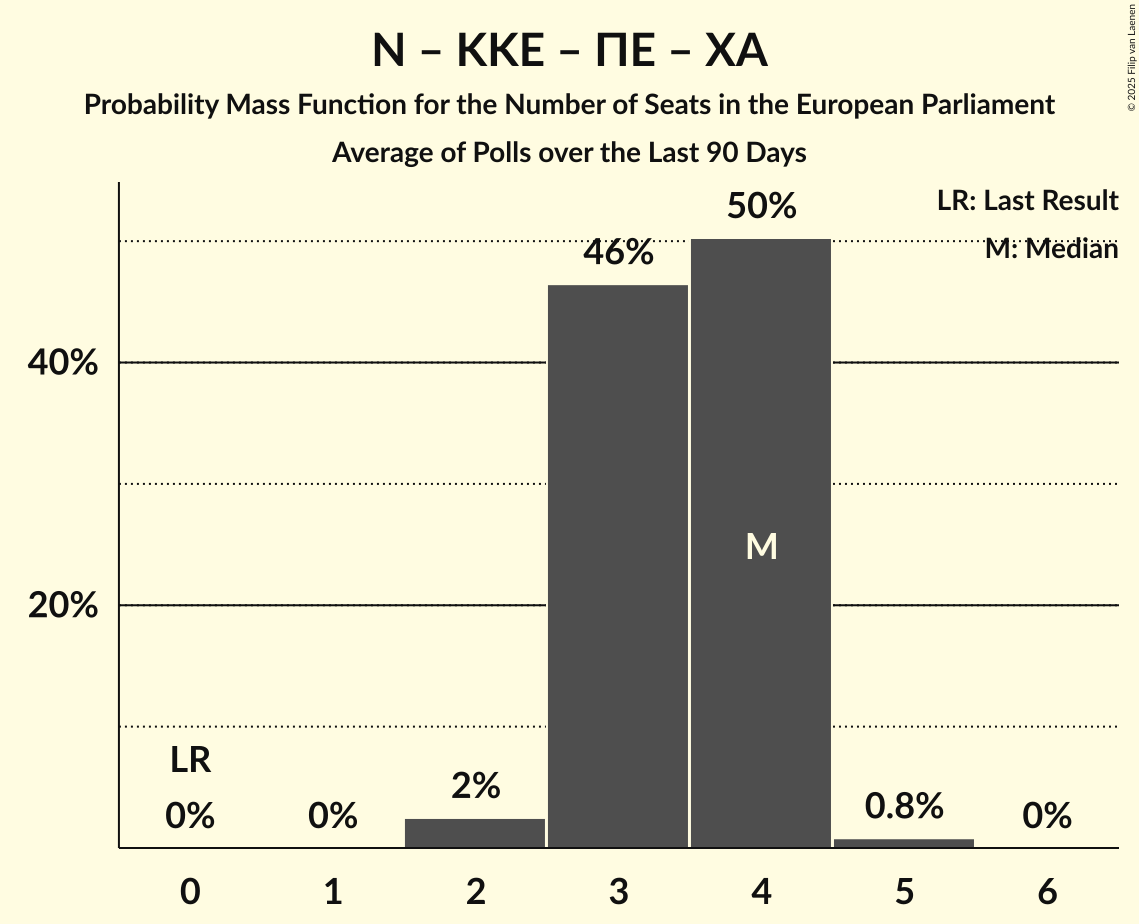 Ν – ΚΚΕ – ΠΕ – ΧΑ
Probability Mass Function for the Number of Seats in the European Parliament
Average of Polls over the Last 90 Days
© 2025 Filip van Laenen
LR: Last Result
M: Median
50%
46%
40%
M
20%
LR
0%
0%
2%
0.8%
0%
0 1 2 3 4 5 6